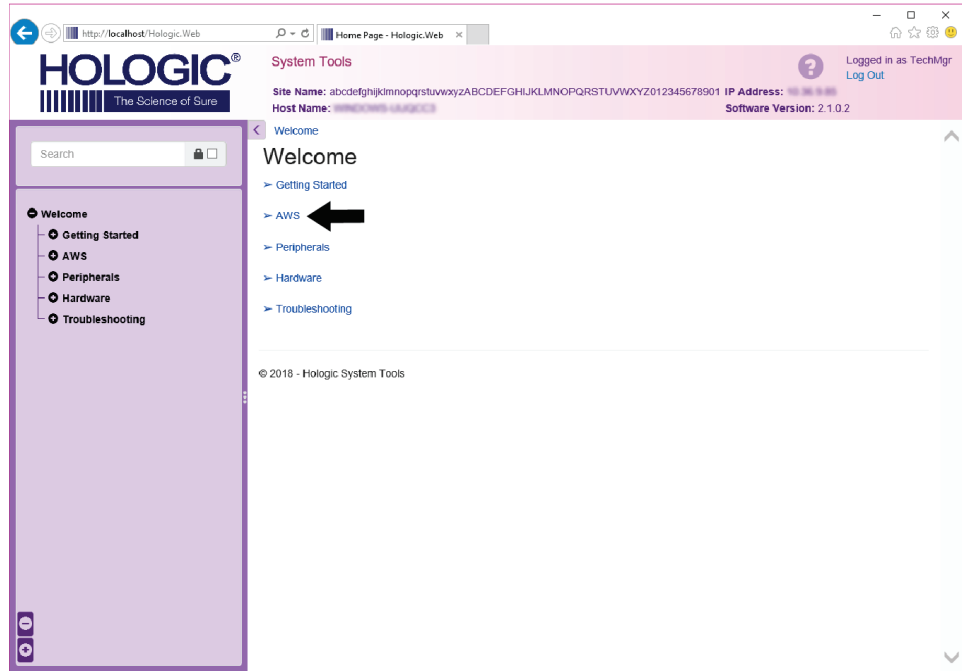 http://localhost/Hologic.Web
Home Page - Hologic.Web
HOLOGIC®
The Science of Sure
System Tools
Logged in as TechMgr
Log Out
Site Name: abcdefghijklmnopqrstuvwxyzABCDEFGHIJKLMNOPQRSTUVWXYZ012345678901 IP Address:
Host Name:
Software Version: 2.1.0.2
Search
Welcome
Getting Started
AWS
Peripherals
Hardware
Troubleshooting
Welcome
Welcome
➢ Getting Started
➢ AWS
➢ Peripherals
➢ Hardware
➢ Troubleshooting
© 2018 - Hologic System Tools